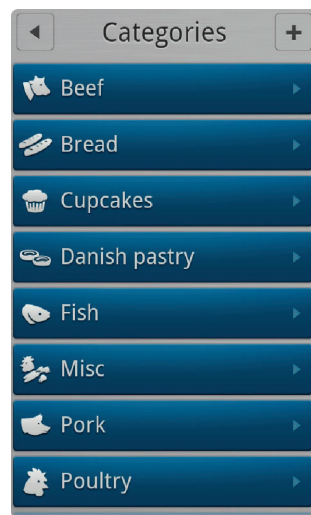 Categories
Beef
Bread
Cupcakes
Danish pastry
Fish
Misc
Pork
Poultry